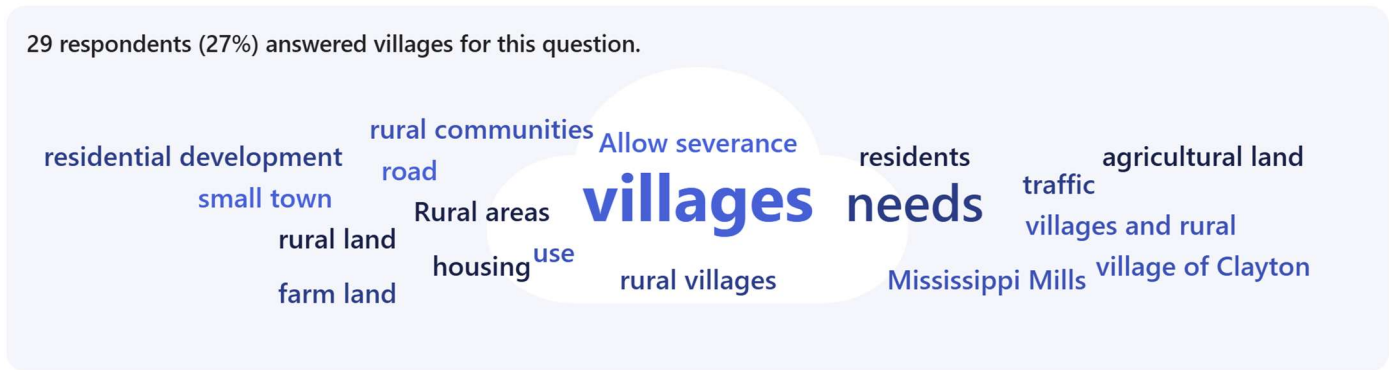 29 respondents (27%) answered villages for this question.
rural communities
Allow severance
residential development
road
residents
agricultural land
small town
Rural areas
villages
needs
traffic
rural land
villages and rural
housing
use
rural villages
Mississippi Mills
village of Clayton
farm land